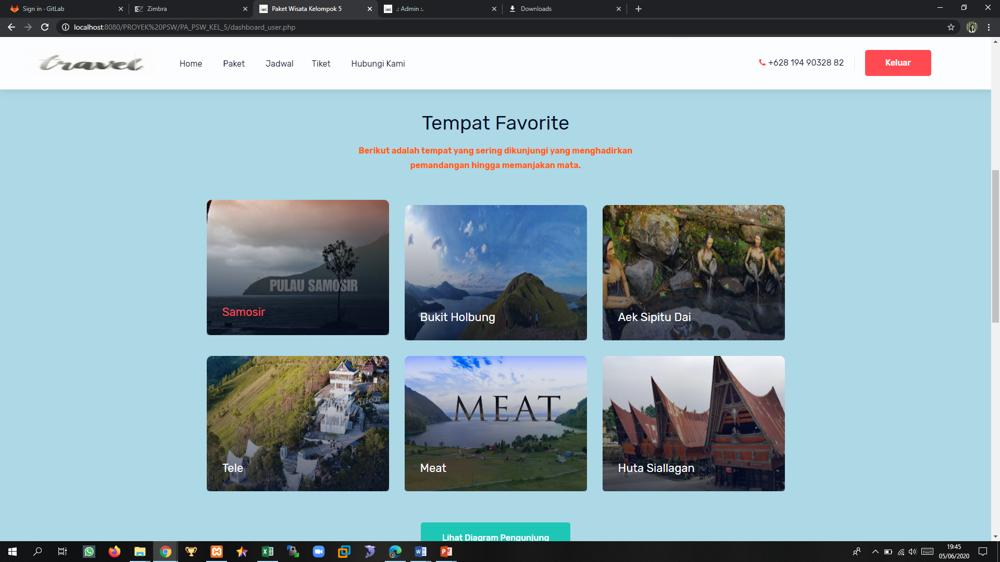 Sign in · GitLab
Zimbra
Paket Wisata Kelompok 5
.: Admin :.
Downloads
localhost:8080/PROYEK%20PSW/PA_PSW_KEL_5/dashboard_user.php
travel
Home
Paket
Jadwal
Tiket
Hubungi Kami
+628 194 90328 82
Keluar
Tempat Favorite
Berikut adalah tempat yang sering dikunjungi yang menghadirkan
pemandangan hingga memanjakan mata.
PULAU SAMOSIR
Samosir
Bukit Holbung
Aek Sipitu Dai
Tele
MEAT
Meat
Huta Siallagan
Lihat Diagram Pengunjung
19:45
05/06/2020